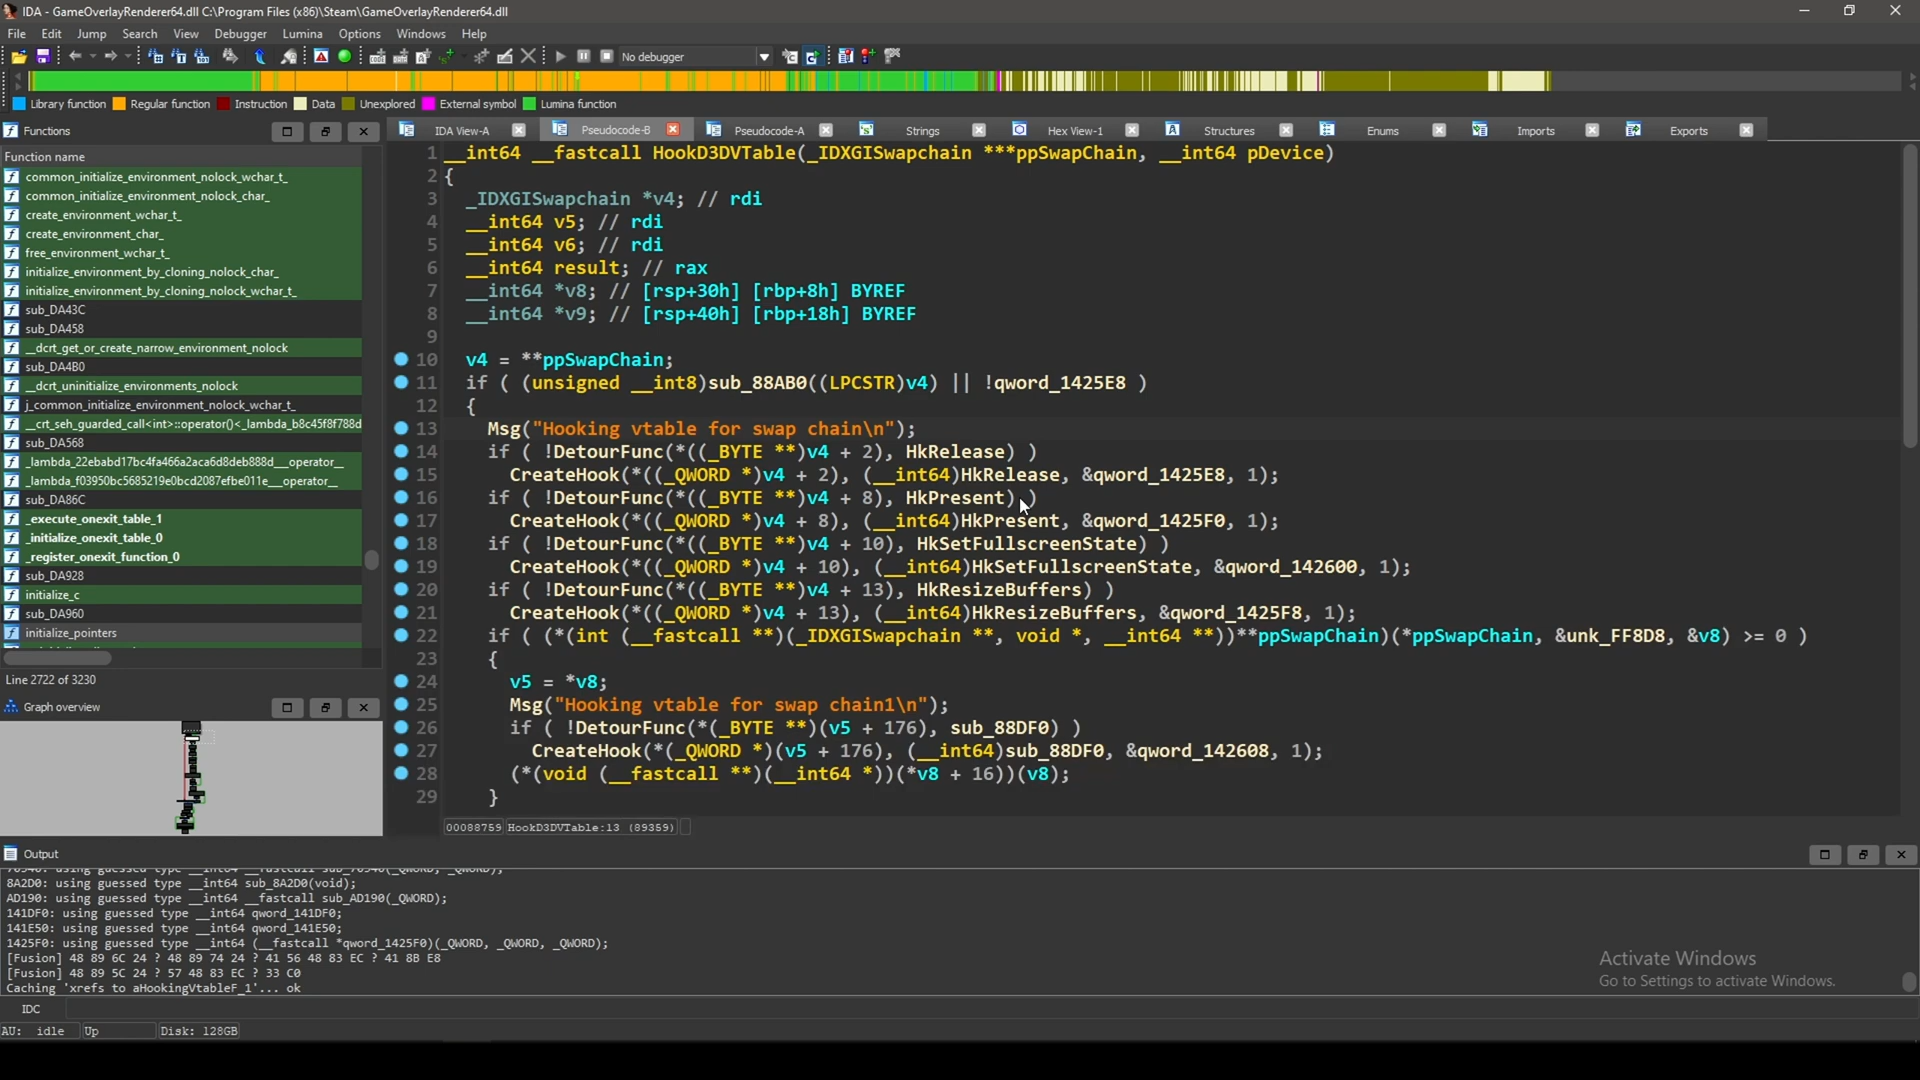 IDA - GameOverlayRenderer64.dll C:\Program Files (x86)\Steam\GameOverlayRenderer64.dll
File Edit Jump Search View Debugger Lumina Options Windows Help
No debugger
Library function Regular function Instruction Data Unexplored External symbol Lumina function
Functions
Function name
common_initialize_environment_nolock_wchar_t_
common_initialize_environment_nolock_char_
create_environment_wchar_t_
create_environment_char_
free_environment_wchar_t_
initialize_environment_by_cloning_nolock_char_
initialize_environment_by_cloning_nolock_wchar_t_
sub_DA43C
sub_DA458
__dcrt_get_or_create_narrow_environment_nolock
sub_DA4B0
__dcrt_uninitialize_environments_nolock
j_common_initialize_environment_nolock_wchar_t_
__crt_seh_guarded_call<int>::operator()<_lambda_b8c45f8f788d
sub_DA568
_lambda_22ebabd17bc4fa466a2aca6d8deb888d___operator__
_lambda_f03950bc5685219e0bcd2087efbe011e__operator_
sub_DA86C
_execute_onexit_table_1
_initialize_onexit_table_0
_register_onexit_function_0
sub_DA928
initialize_c
sub_DA960
initialize_pointers
Line 2722 of 3230
Graph overview
IDA View-A Pseudocode-B Pseudocode-A Strings Hex View-1 Structures Enums Imports Exports
1 __int64 __fastcall HookD3DVTable(_IDXGISwapchain ***ppSwapChain, __int64 pDevice)
2 {
3 _IDXGISwapchain *v4; // rdi
4 __int64 v5; // rdi
5 __int64 v6; // rdi
6 __int64 result; // rax
7 __int64 *v8; // [rsp+30h] [rbp+8h] BYREF
8 __int64 *v9; // [rsp+40h] [rbp+18h] BYREF
9
10 v4 = **ppSwapChain;
11 if ( (unsigned __int8)sub_88AB0((LPCSTR)v4) || !qword_1425E8 )
12 {
13 Msg("Hooking vtable for swap chain\n");
14 if ( !DetourFunc(*((_BYTE **)v4 + 2), HkRelease) )
15 CreateHook(*((_QWORD *)v4 + 2), (__int64)HkRelease, &qword_1425E8, 1);
16 if ( !DetourFunc(*((_BYTE **)v4 + 8), HkPresent) )
17 CreateHook(*((_QWORD *)v4 + 8), (__int64)HkPresent, &qword_1425F0, 1);
18 if ( !DetourFunc(*((_BYTE **)v4 + 10), HkSetFullscreenState) )
19 CreateHook(*((_QWORD *)v4 + 10), (__int64)HkSetFullscreenState, &qword_142600, 1);
20 if ( !DetourFunc(*((_BYTE **)v4 + 13), HkResizeBuffers) )
21 CreateHook(*((_QWORD *)v4 + 13), (__int64)HkResizeBuffers, &qword_1425F8, 1);
22 if ( (*(int (__fastcall **)(_IDXGISwapchain **, void *, __int64 **))**ppSwapChain)(*ppSwapChain, &unk_FF8D8, &v8) >= 0 )
23 {
24 v5 = *v8;
25 Msg("Hooking vtable for swap chain1\n");
26 if ( !DetourFunc(*(_BYTE **)(v5 + 176), sub_88DF0) )
27 CreateHook(*(_QWORD *)(v5 + 176), (__int64)sub_88DF0, &qword_142608, 1);
28 (*(void (__fastcall **)(__int64 *))(*v8 + 16))(v8);
29 }
00088759 HookD3DVTable:13 (89359)
Output
8A2D0: using guessed type __int64 sub_8A2D0(void);
AD190: using guessed type __int64 __fastcall sub_AD190(_QWORD);
141DF0: using guessed type __int64 qword_141DF0;
141E50: using guessed type __int64 qword_141E50;
1425F0: using guessed type __int64 (__fastcall *qword_1425F0)(_QWORD, _QWORD, _QWORD);
[Fusion] 48 89 6C 24 ? 48 89 74 24 ? 41 56 48 83 EC ? 41 8B E8
[Fusion] 48 89 5C 24 ? 57 48 83 EC ? 33 C0
Caching 'xrefs to aHookingVtableF_1'... ok
Activate Windows
Go to Settings to activate Windows.
IDC
AU: idle Up Disk: 128GB